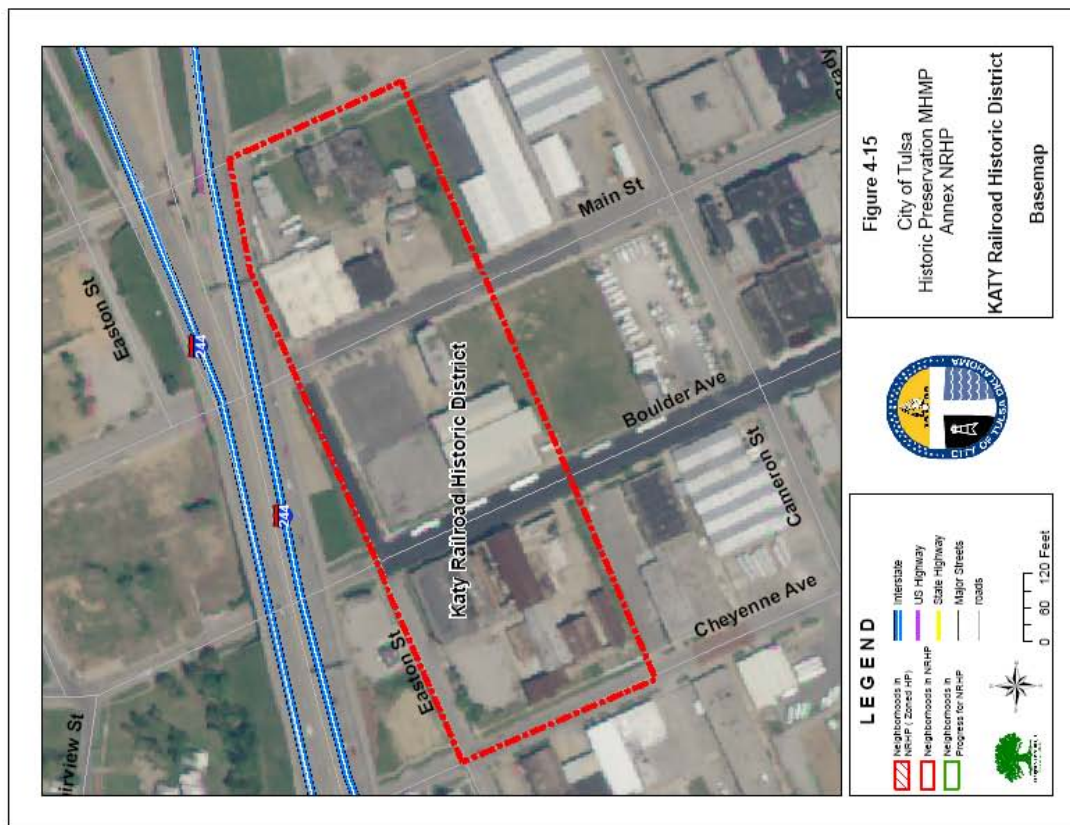 Easton St
244
244
Fairview St
Easton St
Katy Railroad Historic District
Main St
Boulder Ave
Cameron St
Cheyenne Ave
Figure 4-15
City of Tulsa
Historic Preservation MHMP
Annex NRHP
KATY Railroad Historic District
Basemap
CITY OF TULSA OKLAHOMA
LEGEND
Neighborhoods in
NRHP ( Zoned HP)
Neighborhoods in NRHP
Neighborhoods in
Progress for NRHP
Interstate
US Highway
State Highway
Major Streets
roads
0 60 120 Feet